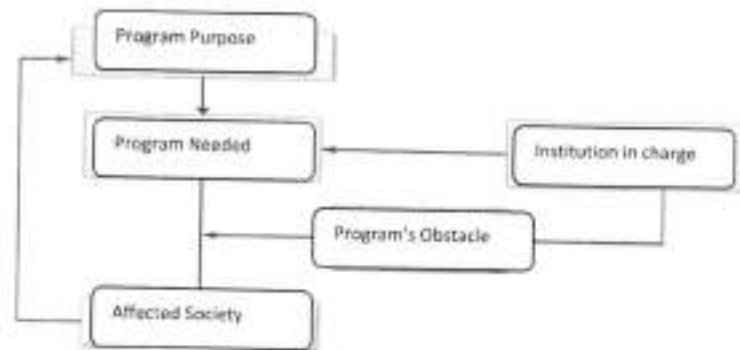 Program Purpose
Program Needed
Institution in charge
Program's Obstacle
Affected Society